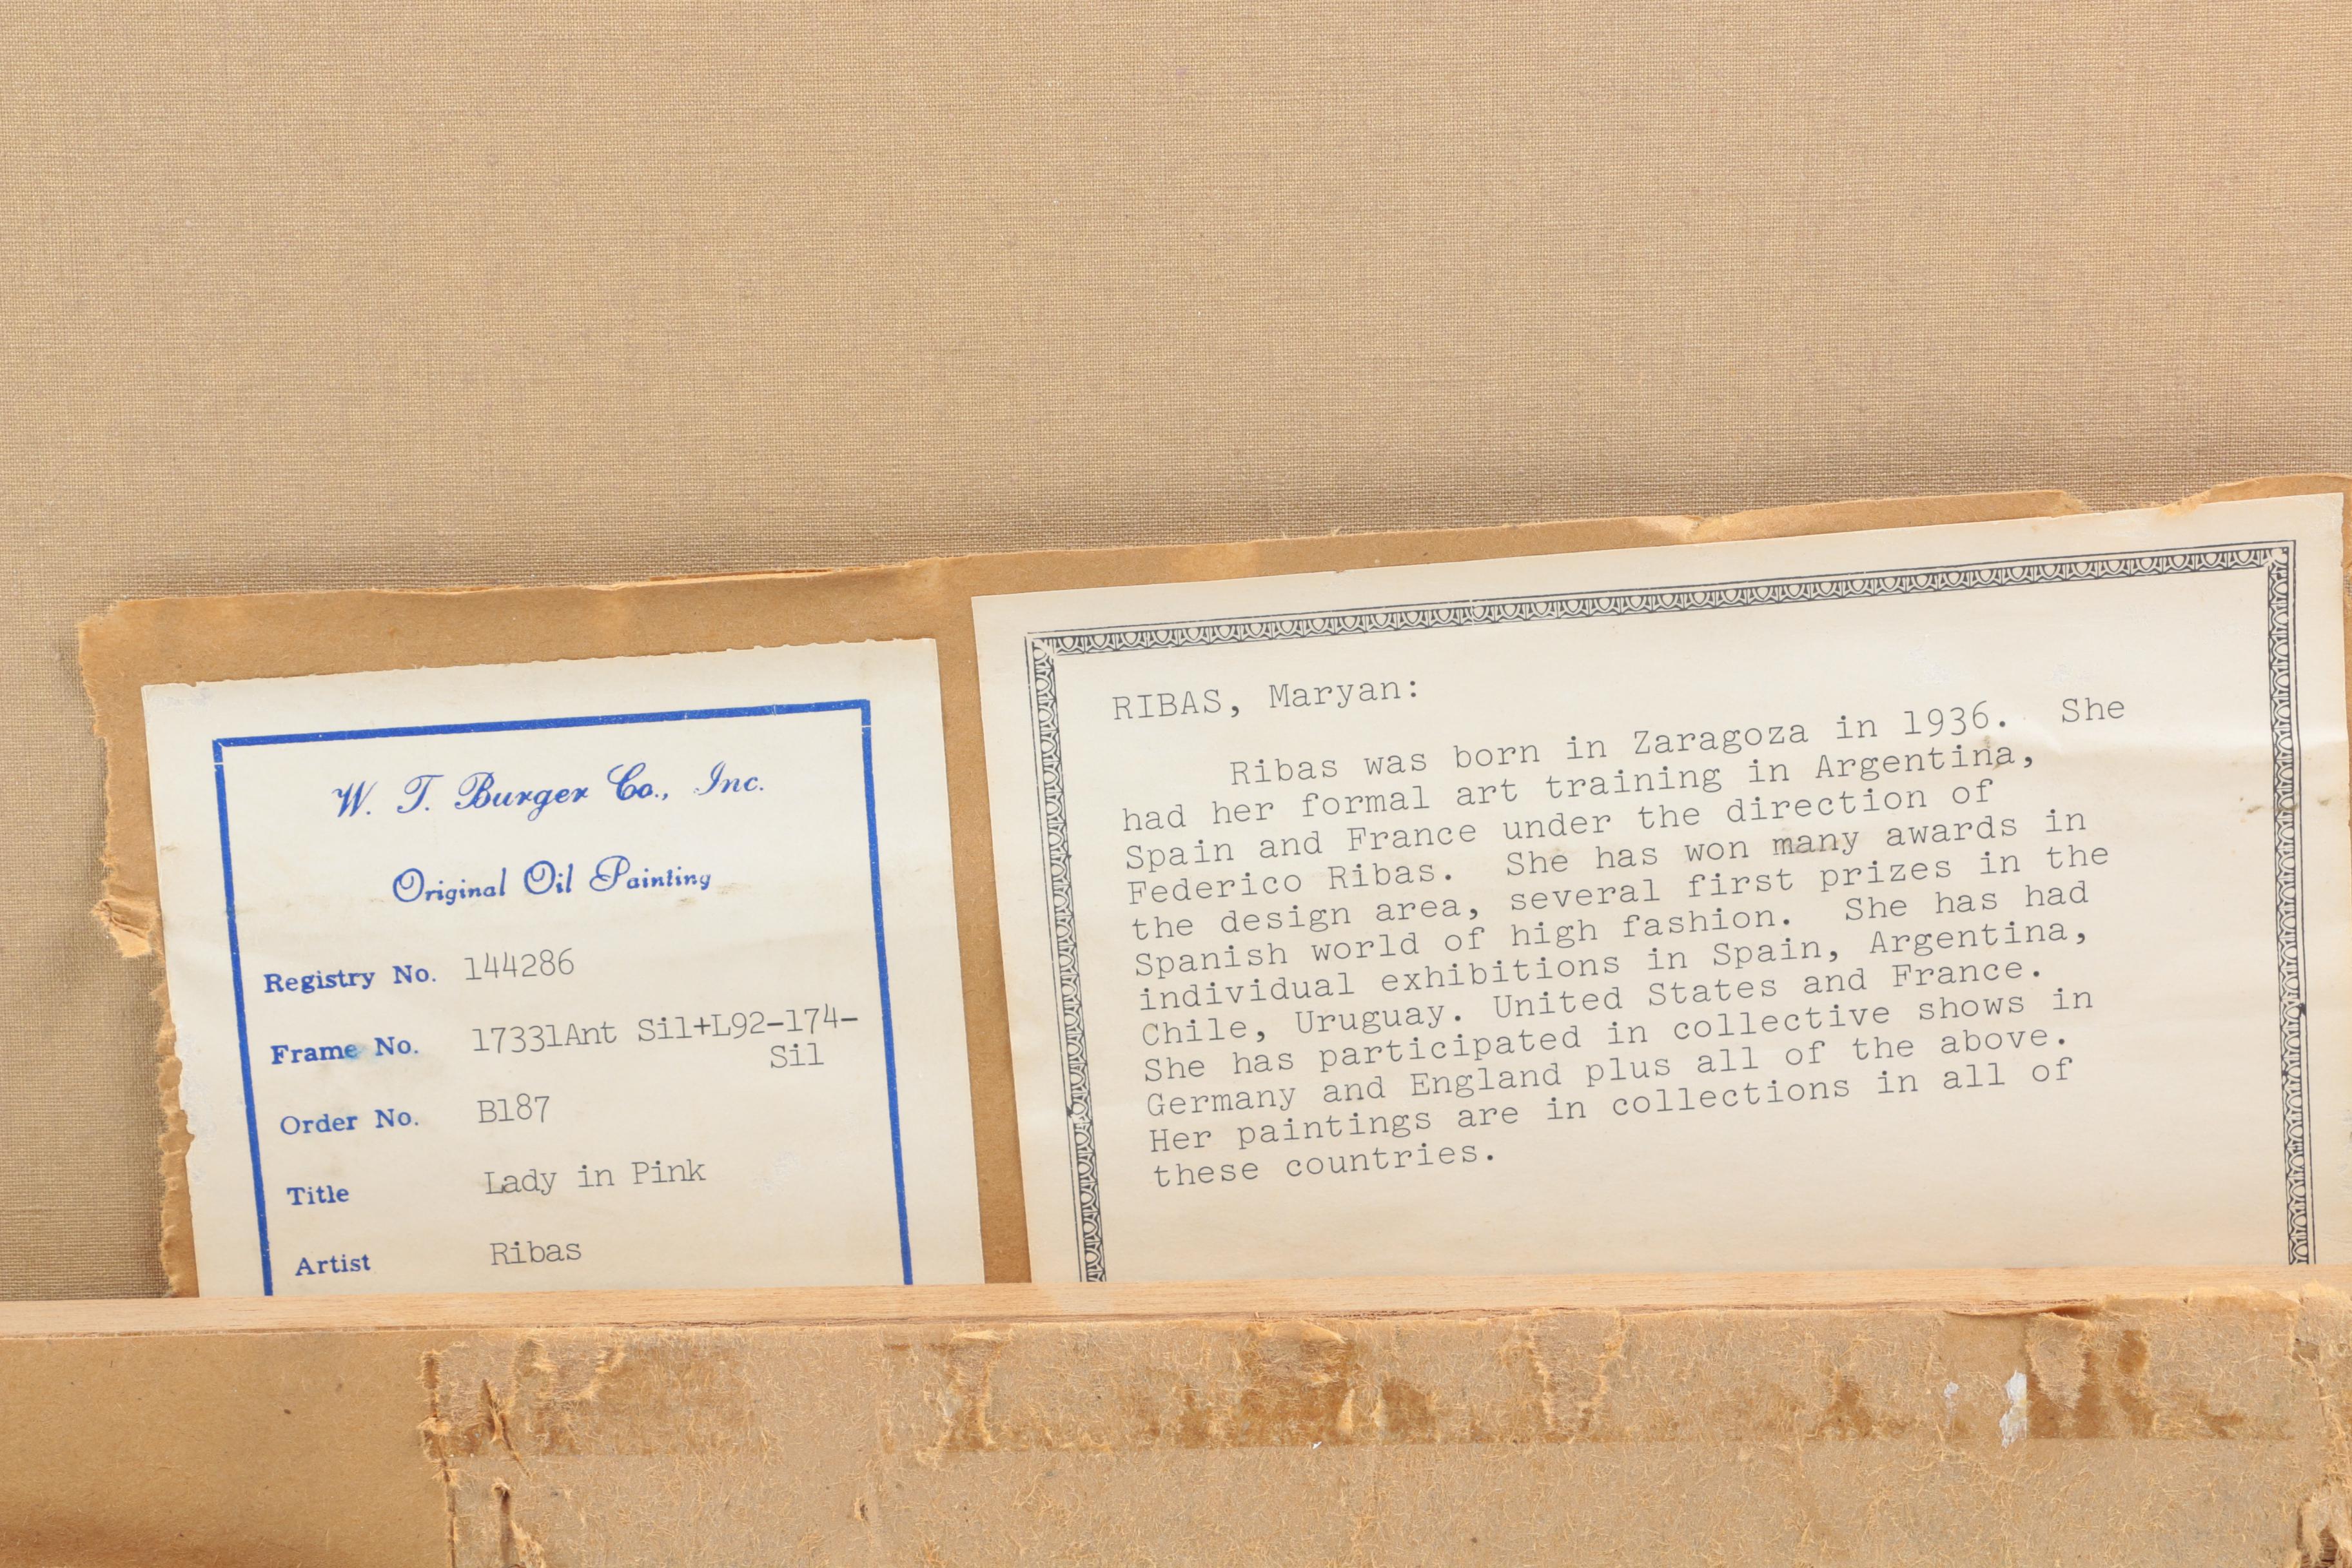 W. T. Burger Co., Inc.
Original Oil Painting
Registry No. 144286
Frame No. 17331Ant Sil+L92-174-
Sil
Order No. B187
Title Lady in Pink
Artist Ribas
RIBAS, Maryan:
Ribas was born in Zaragoza in 1936. She
had her formal art training in Argentina,
Spain and France under the direction of
Federico Ribas. She has won many awards in
the design area, several first prizes in the
Spanish world of high fashion. She has had
individual exhibitions in Spain, Argentina,
Chile, Uruguay. United States and France.
She has participated in collective shows in
Germany and England plus all of the above.
Her paintings are in collections in all of
these countries.